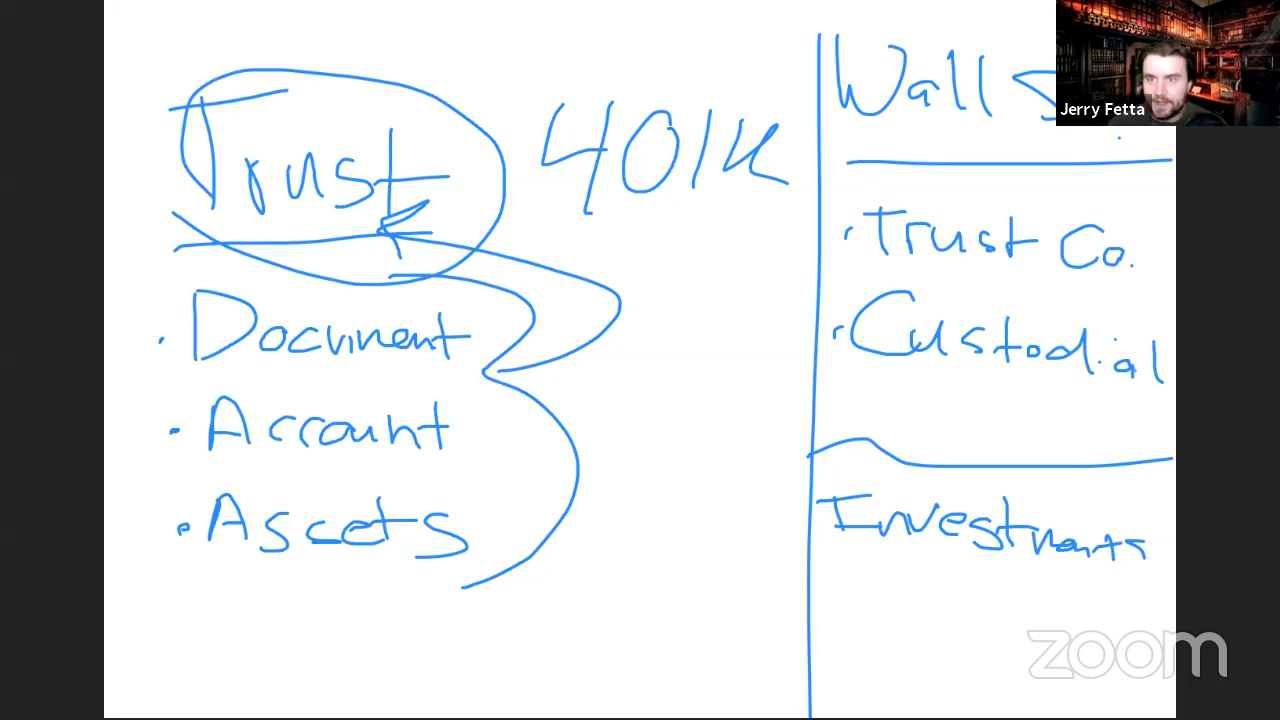 Trust
401K
· Document
· Account
· Assets
Wall S
· Trust Co.
· Custodial
Investments
Jerry Fetta
zoom